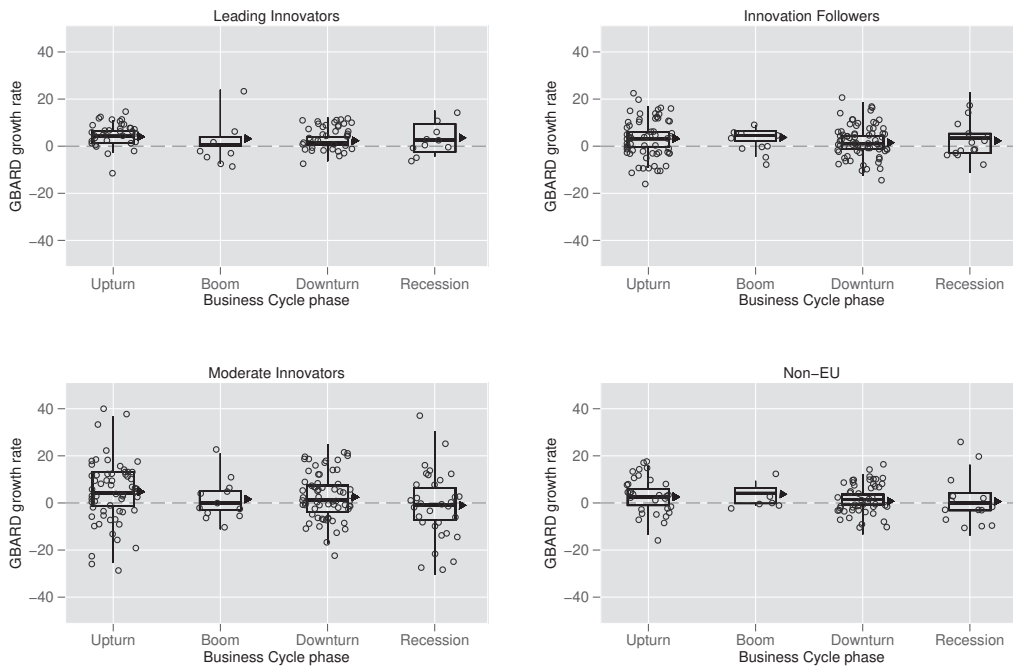 Leading Innovators
GBARD growth rate
40
20
0
−20
−40
Upturn Boom Downturn Recession
Business Cycle phase
Innovation Followers
GBARD growth rate
40
20
0
−20
−40
Upturn Boom Downturn Recession
Business Cycle phase
Moderate Innovators
GBARD growth rate
40
20
0
−20
−40
Upturn Boom Downturn Recession
Business Cycle phase
Non−EU
GBARD growth rate
40
20
0
−20
−40
Upturn Boom Downturn Recession
Business Cycle phase